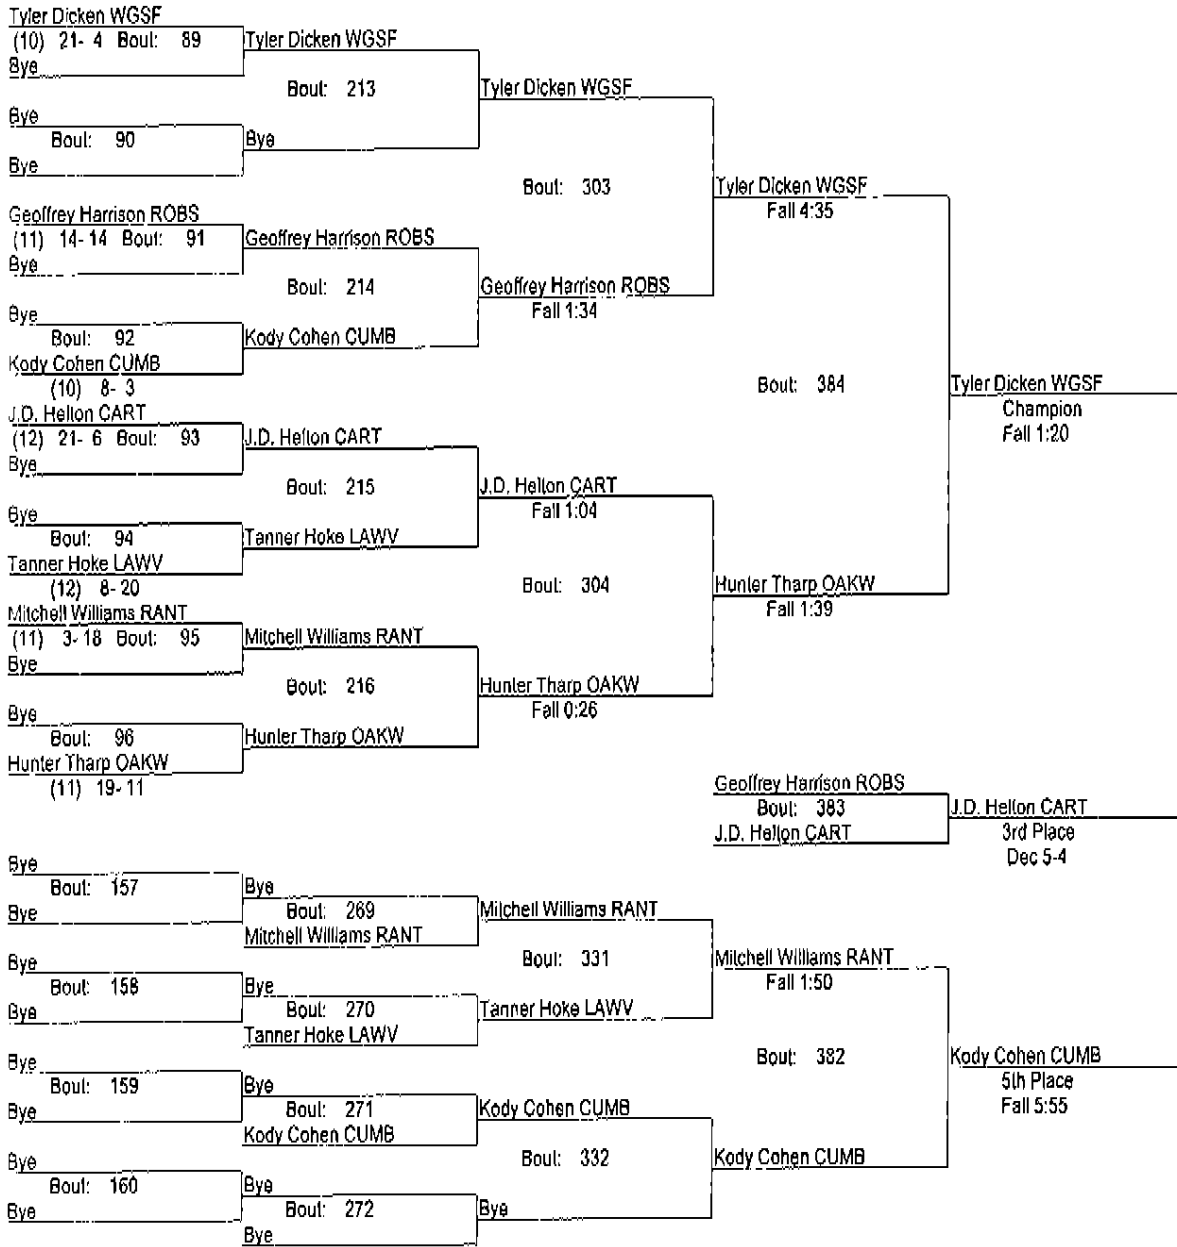 Tyler Dicken WGSF
(10) 21- 4 Bout: 89
Bye
Tyler Dicken WGSF
Bout: 213
Bye
Bout: 90
Bye
Bye
Tyler Dicken WGSF
Bout: 303
Geoffrey Harrison ROBS
(11) 14- 14 Bout: 91
Bye
Geoffrey Harrison ROBS
Bout: 214
Bye
Bout: 92
Kody Cohen CUMB
(10) 8- 3
Kody Cohen CUMB
Geoffrey Harrison ROBS
Fall 1:34
Tyler Dicken WGSF
Fall 4:35
Bout: 384
J.D. Helton CART
(12) 21- 6 Bout: 93
Bye
J.D. Helton CART
Bout: 215
Bye
Bout: 94
Tanner Hoke LAWV
(12) 8- 20
Tanner Hoke LAWV
J.D. Helton CART
Fall 1:04
Bout: 304
Mitchell Williams RANT
(11) 3- 18 Bout: 95
Bye
Mitchell Williams RANT
Bout: 216
Bye
Bout: 96
Hunter Tharp OAKW
(11) 19- 11
Hunter Tharp OAKW
Hunter Tharp OAKW
Fall 0:26
Hunter Tharp OAKW
Fall 1:39
Tyler Dicken WGSF
Champion
Fall 1:20
Geoffrey Harrison ROBS
Bout: 383
J.D. Helton CART
J.D. Helton CART
3rd Place
Dec 5-4
Bye
Bout: 157
Bye
Bye
Bout: 269
Mitchell Williams RANT
Mitchell Williams RANT
Bout: 331
Bye
Bout: 158
Bye
Bye
Bout: 270
Tanner Hoke LAWV
Tanner Hoke LAWV
Mitchell Williams RANT
Fall 1:50
Bout: 382
Bye
Bout: 159
Bye
Bye
Bout: 271
Kody Cohen CUMB
Kody Cohen CUMB
Bout: 332
Bye
Bout: 160
Bye
Bye
Bout: 272
Bye
Bye
Kody Cohen CUMB
Kody Cohen CUMB
5th Place
Fall 5:55